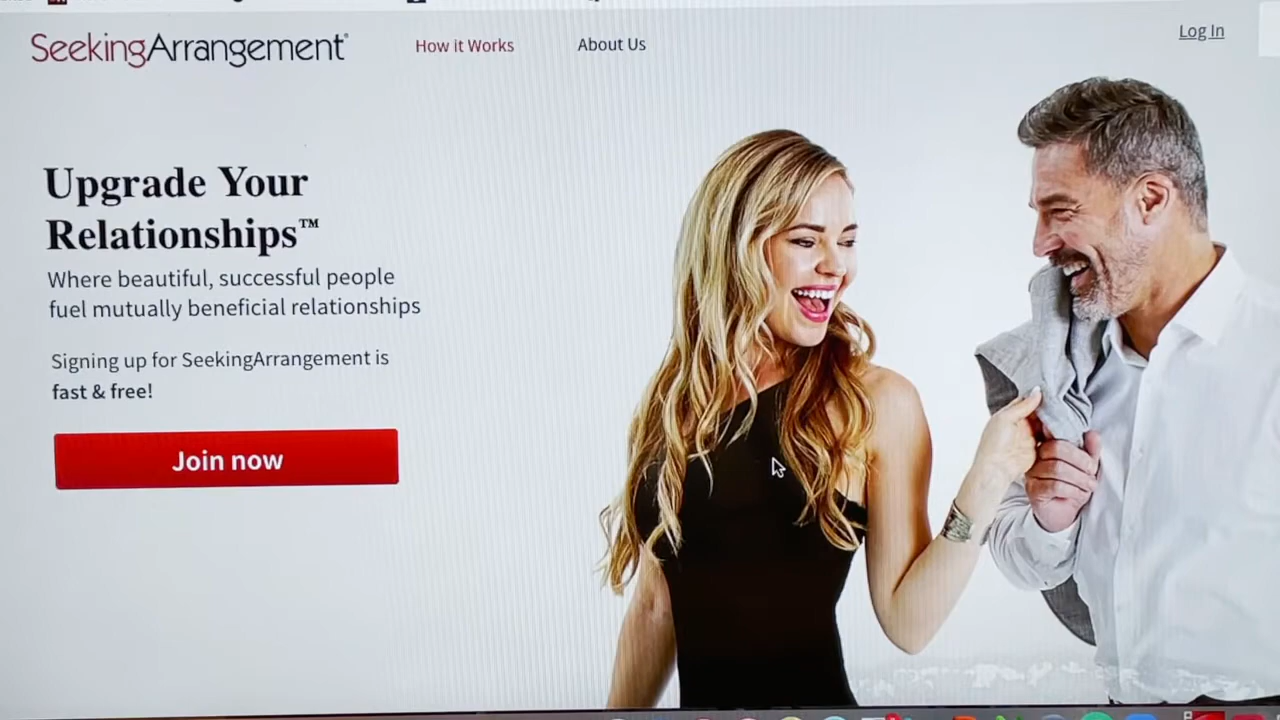 SeekingArrangement®
How it Works
About Us
Log In
Upgrade Your
Relationships™
Where beautiful, successful people
fuel mutually beneficial relationships
Signing up for SeekingArrangement is
fast & free!
Join now